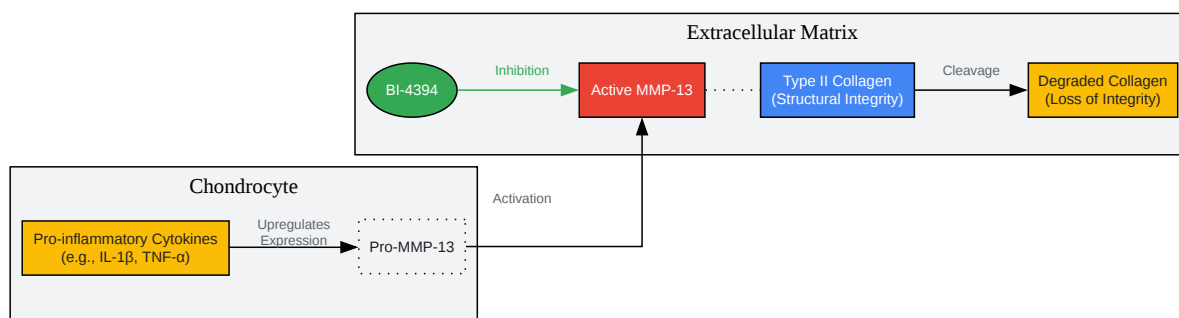 Extracellular Matrix
BI-4394
Inhibition
Active MMP-13
Type II Collagen
(Structural Integrity)
Cleavage
Degraded Collagen
(Loss of Integrity)
Chondrocyte
Activation
Pro-inflammatory Cytokines
(e.g., IL-1β, TNF-α)
Upregulates
Expression
Pro-MMP-13